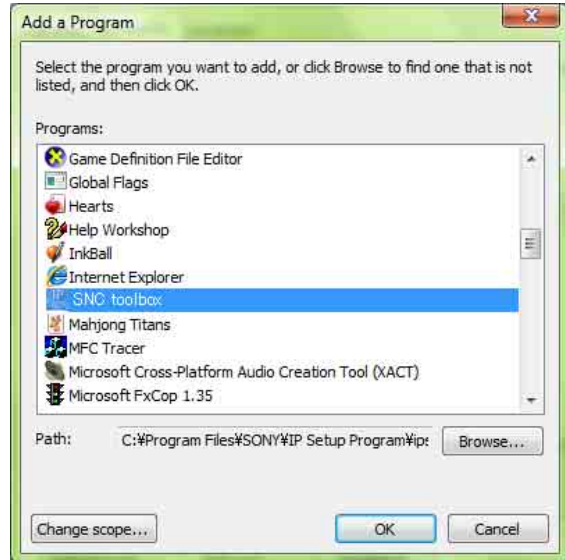 Add a Program
Select the program you want to add, or click Browse to find one that is not
listed, and then click OK.
Programs:
Game Definition File Editor
Global Flags
Hearts
Help Workshop
InkBall
Internet Explorer
SNC toolbox
Mahjong Titans
MFC Tracer
Microsoft Cross-Platform Audio Creation Tool (XACT)
Microsoft FxCop 1.35
Path: C:¥Program Files¥SONY¥IP Setup Program¥ips Browse...
Change scope... OK Cancel